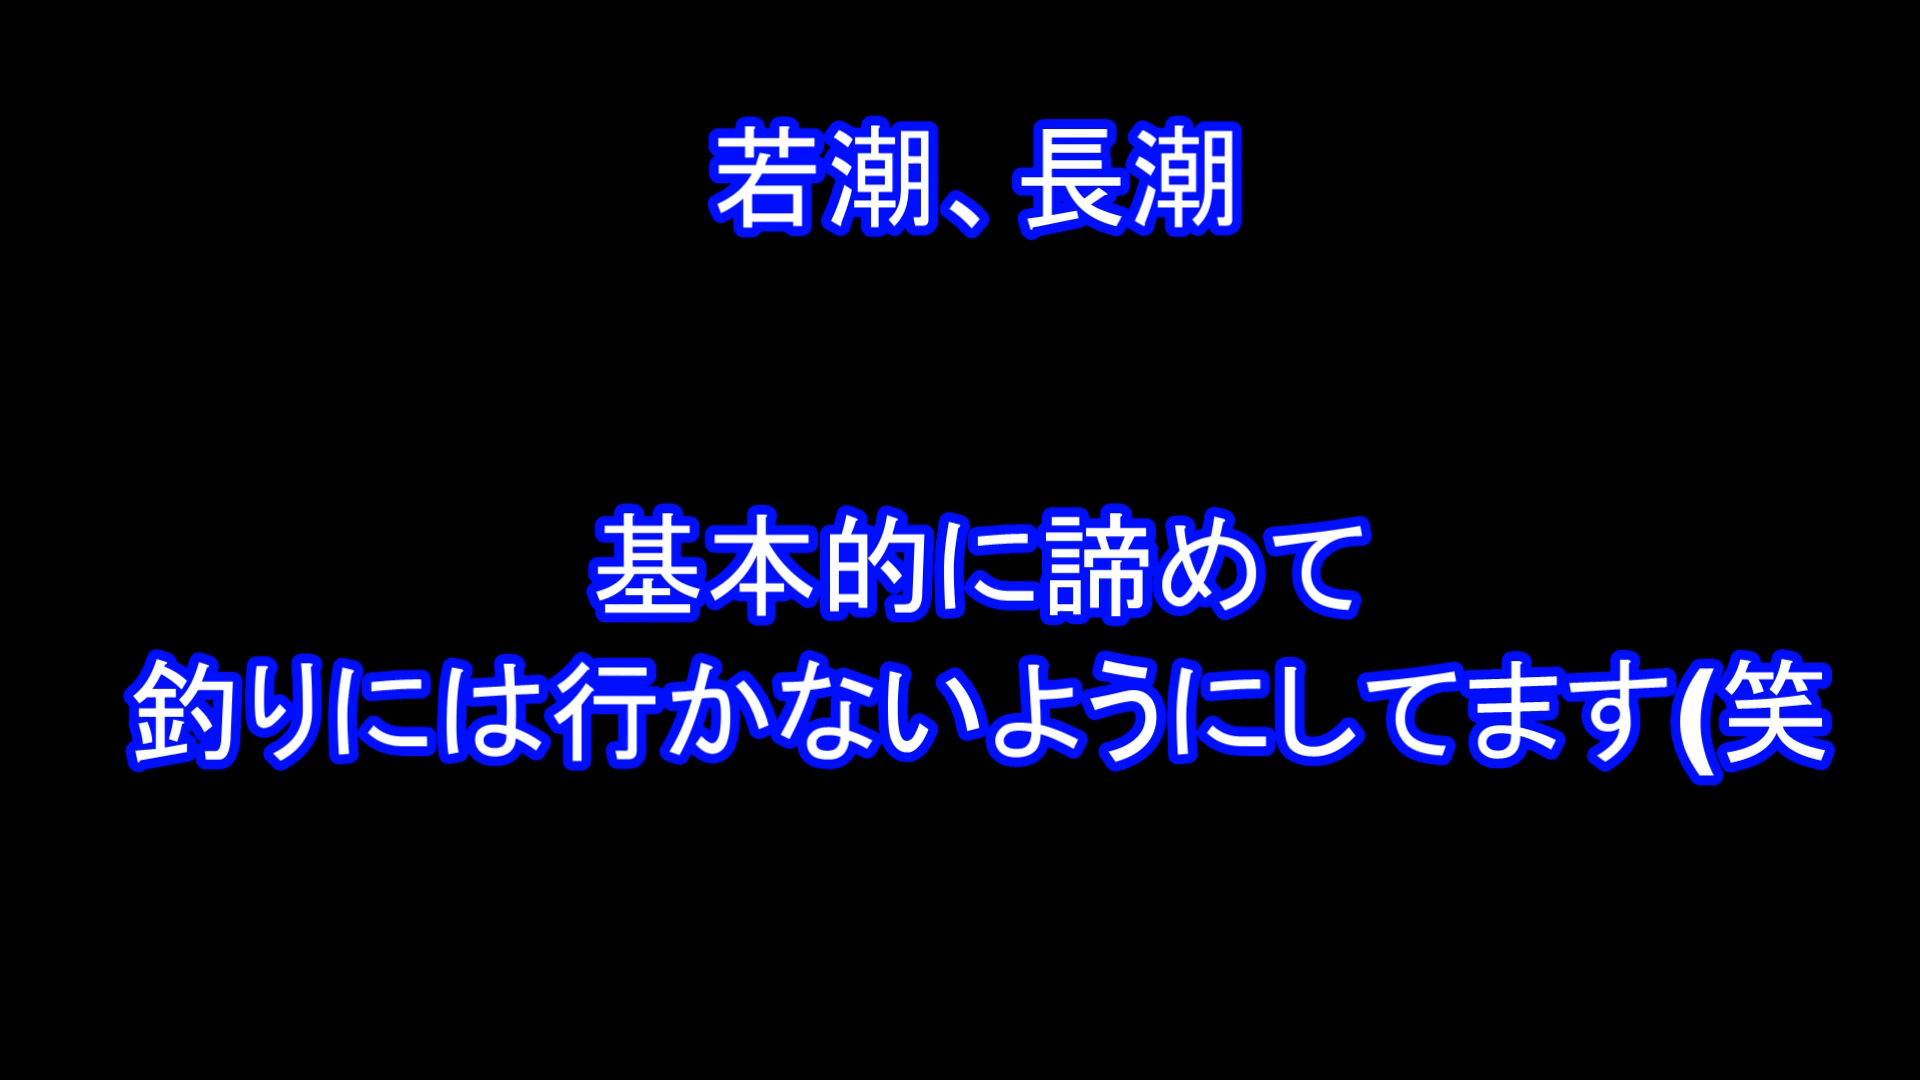 若潮、長潮
基本的に諦めて
釣りには行かないようにしてます(笑